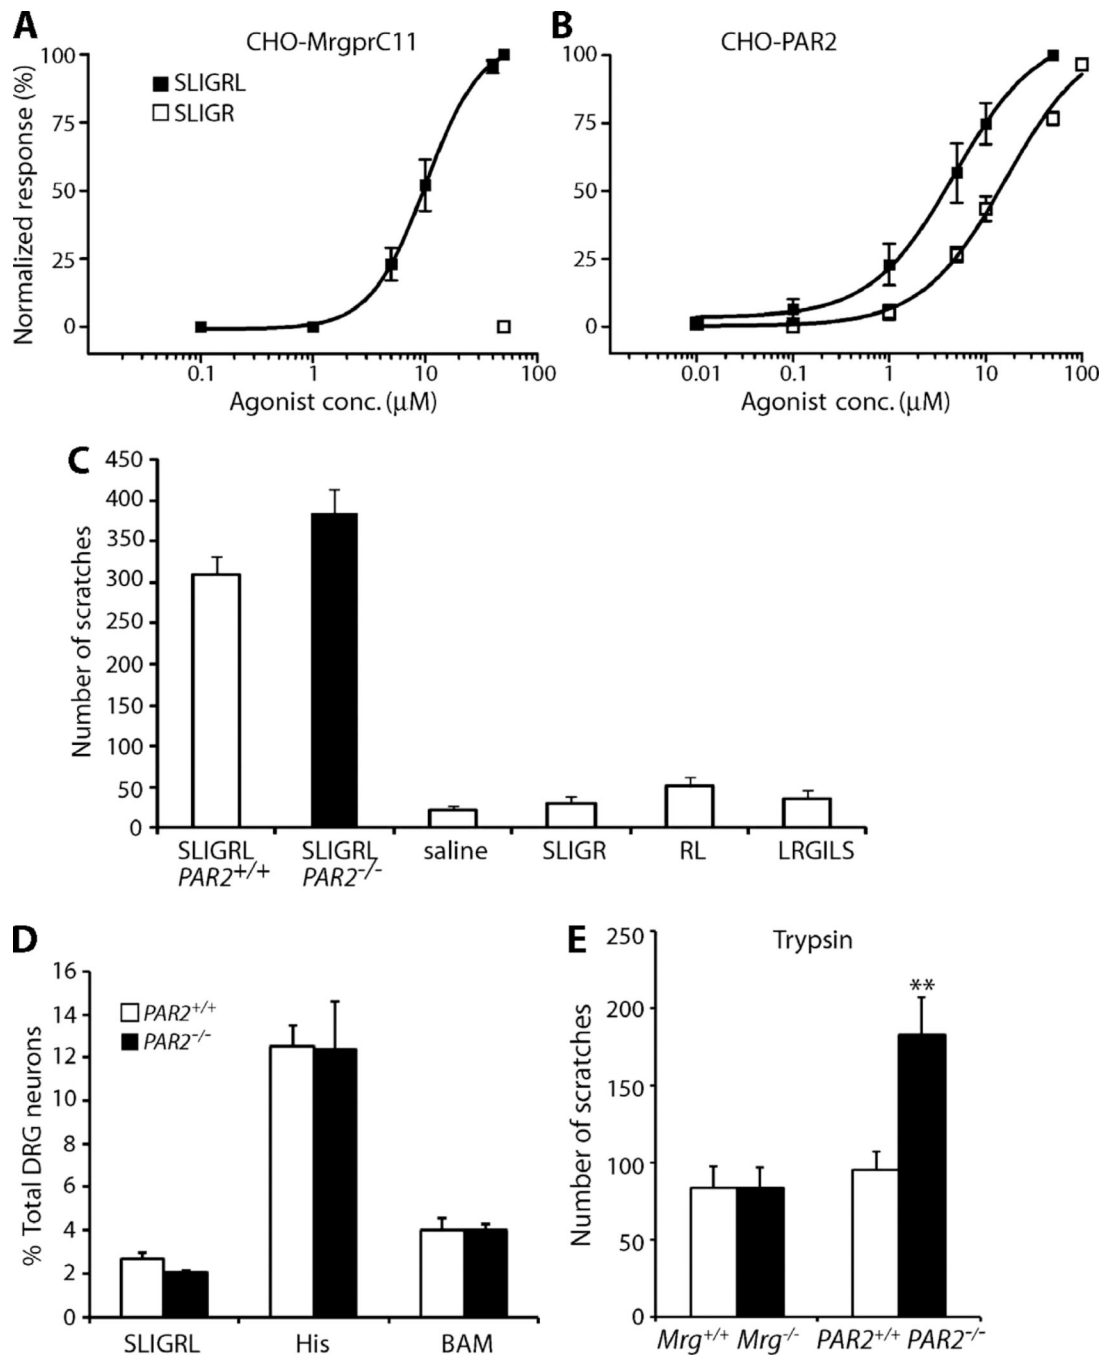 A
CHO-MrgprC11
Normalized response (%)
100
75
50
25
0
SLIGRL
SLIGR
0.1 1 10 100
Agonist conc. (μM)
B
CHO-PAR2
100
75
50
25
0
0.01 0.1 1 10 100
Agonist conc. (μM)
C
Number of scratches
450
400
350
300
250
200
150
100
50
0
SLIGRL SLIGRL saline SLIGR RL LRGILS
PAR2+/+ PAR2-/-
D
% Total DRG neurons
16
14
12
10
8
6
4
2
0
PAR2+/+
PAR2-/-
SLIGRL His BAM
E
Trypsin
Number of scratches
250
200
150
100
50
0
**
Mrg+/+ Mrg-/- PAR2+/+ PAR2-/-